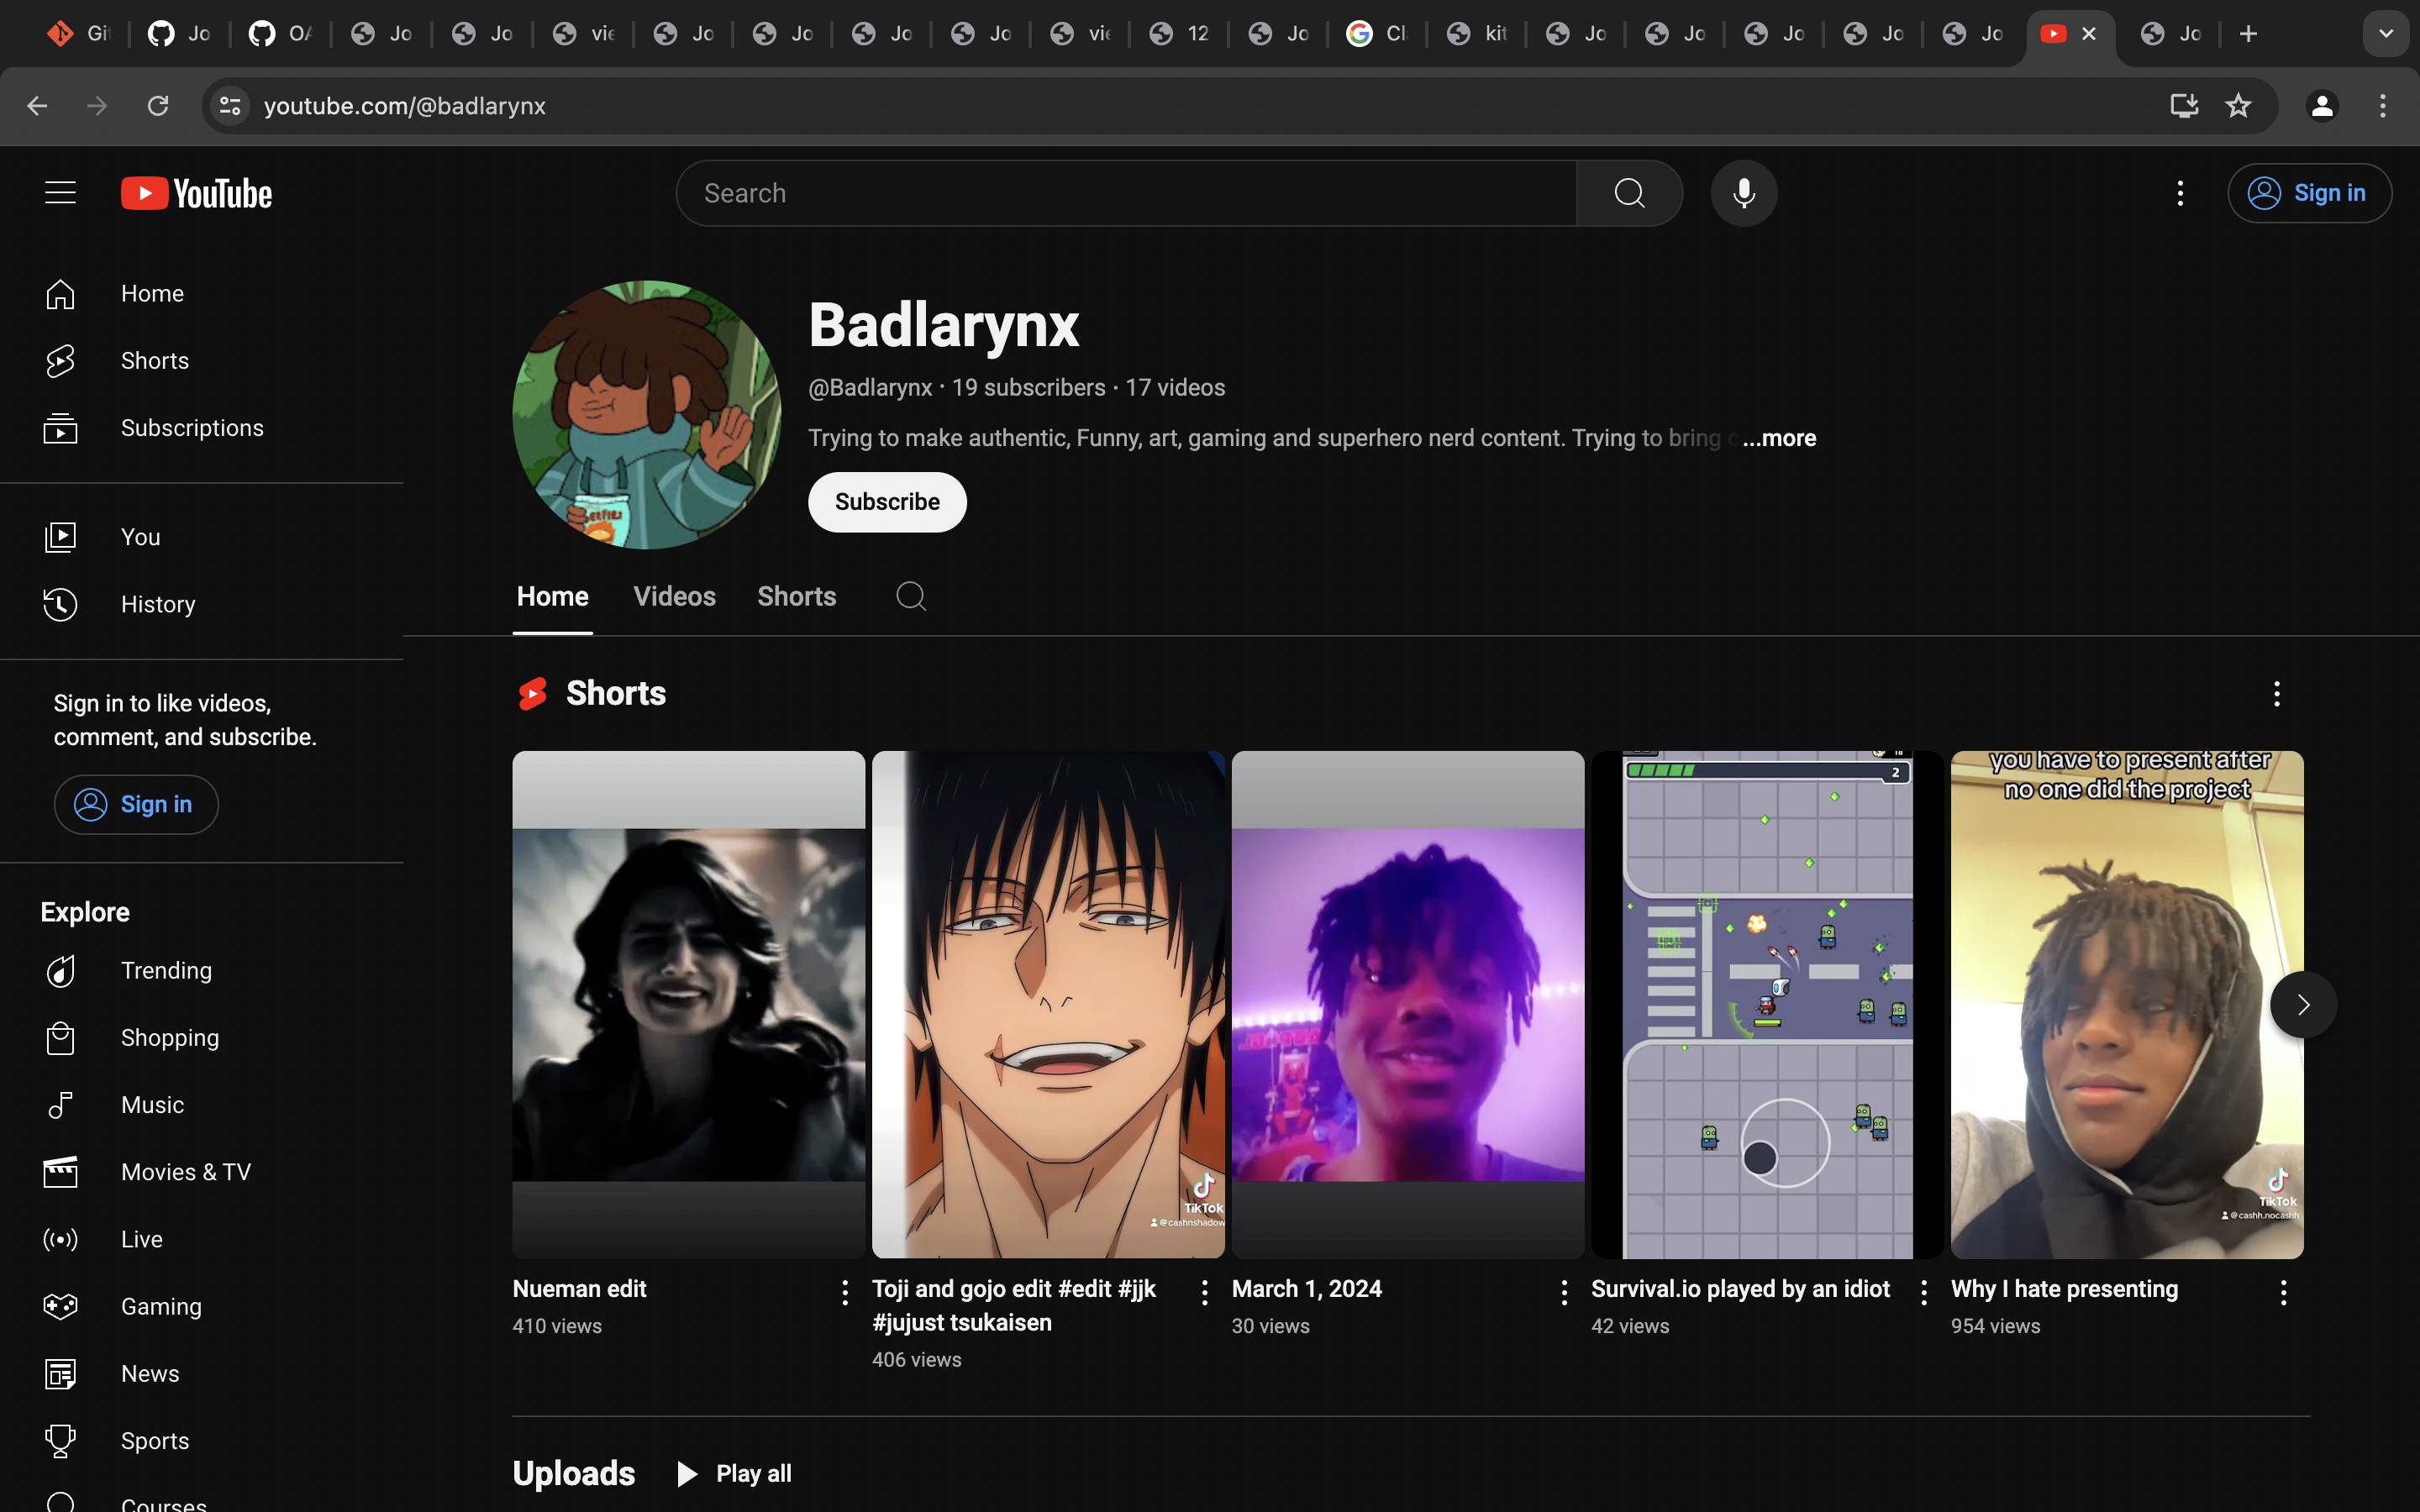 Jo
Jo
Jo
Jo
Jo
Jo
Jo
12
Jo
kit
Jo
Jo
Jo
Jo
Jo
Jo
youtube.com/@badlarynx
YouTube
Search
Sign in
Home
Shorts
Subscriptions
You
History
Sign in to like videos,
comment, and subscribe.
Sign in
Explore
Trending
Shopping
Music
Movies & TV
Live
Gaming
News
Sports
Courses
Badlarynx
@Badlarynx · 19 subscribers · 17 videos
Trying to make authentic, Funny, art, gaming and superhero nerd content. Trying to bring ...more
Subscribe
Home Videos Shorts
Shorts
2
you have to present after
no one did the project
TikTok
@cashnshadow
TikTok
@cashh.nocashh
Nueman edit
410 views
Toji and gojo edit #edit #jjk
#jujust tsukaisen
406 views
March 1, 2024
30 views
Survival.io played by an idiot
42 views
Why I hate presenting
954 views
Uploads Play all